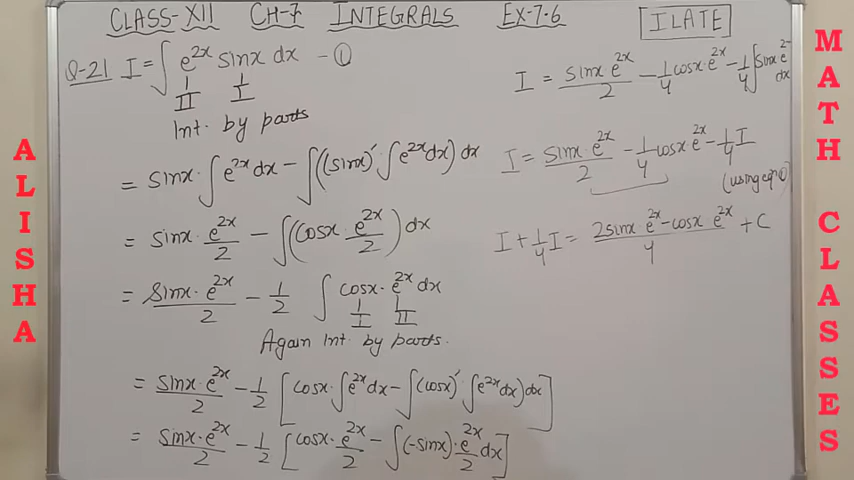 CLASS-XII CH-7 INTEGRALS EX-7.6
ILATE
Q-21 I = ∫ e^{2x} sinx dx - ①
II I
Int. by parts
= sinx · ∫ e^{2x} dx - ∫ ((sinx)' ∫ e^{2x} dx) dx
= sinx · e^{2x}/2 - ∫ (cosx · e^{2x}/2) dx
= sinx · e^{2x}/2 - 1/2 ∫ cosx · e^{2x} dx
I II
Again Int. by parts.
= sinx · e^{2x}/2 - 1/2 [cosx · ∫ e^{2x} dx - ∫ (cosx)' ∫ e^{2x} dx) dx]
= sinx · e^{2x}/2 - 1/2 [cosx · e^{2x}/2 - ∫ (-sinx) · e^{2x}/2 dx]
I = sinx e^{2x}/2 - 1/4 cosx · e^{2x} - 1/4 ∫ sinx e^{2x} dx
I = sinx · e^{2x}/2 - 1/4 cosx · e^{2x} - 1/4 I
(using eqn ①)
I + 1/4 I = (2sinx · e^{2x} - cosx · e^{2x})/4 + C
ALISHA
MATH CLASSES